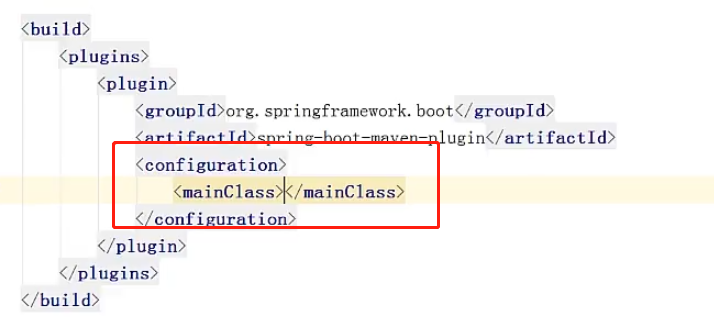 <build>
<plugins>
<plugin>
<groupId>org.springframework.boot</groupId>
<artifactId>spring-boot-maven-plugin</artifactId>
<configuration>
<mainClass></mainClass>
</configuration>
</plugin>
</plugins>
</build>